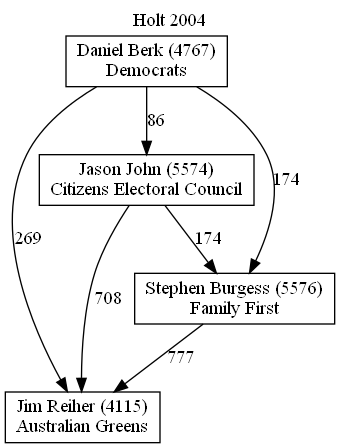 Holt 2004
Daniel Berk (4767)
Democrats
86
Jason John (5574)
Citizens Electoral Council
174
269
174
708
Stephen Burgess (5576)
Family First
777
Jim Reiher (4115)
Australian Greens